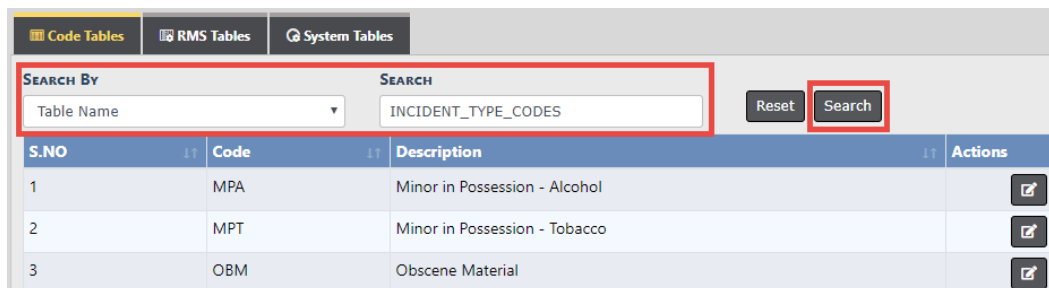 Code Tables RMS Tables System Tables
SEARCH BY SEARCH
Table Name INCIDENT_TYPE_CODES Reset Search
S.NO Code Description Actions
1 MPA Minor in Possession - Alcohol
2 MPT Minor in Possession - Tobacco
3 OBM Obscene Material